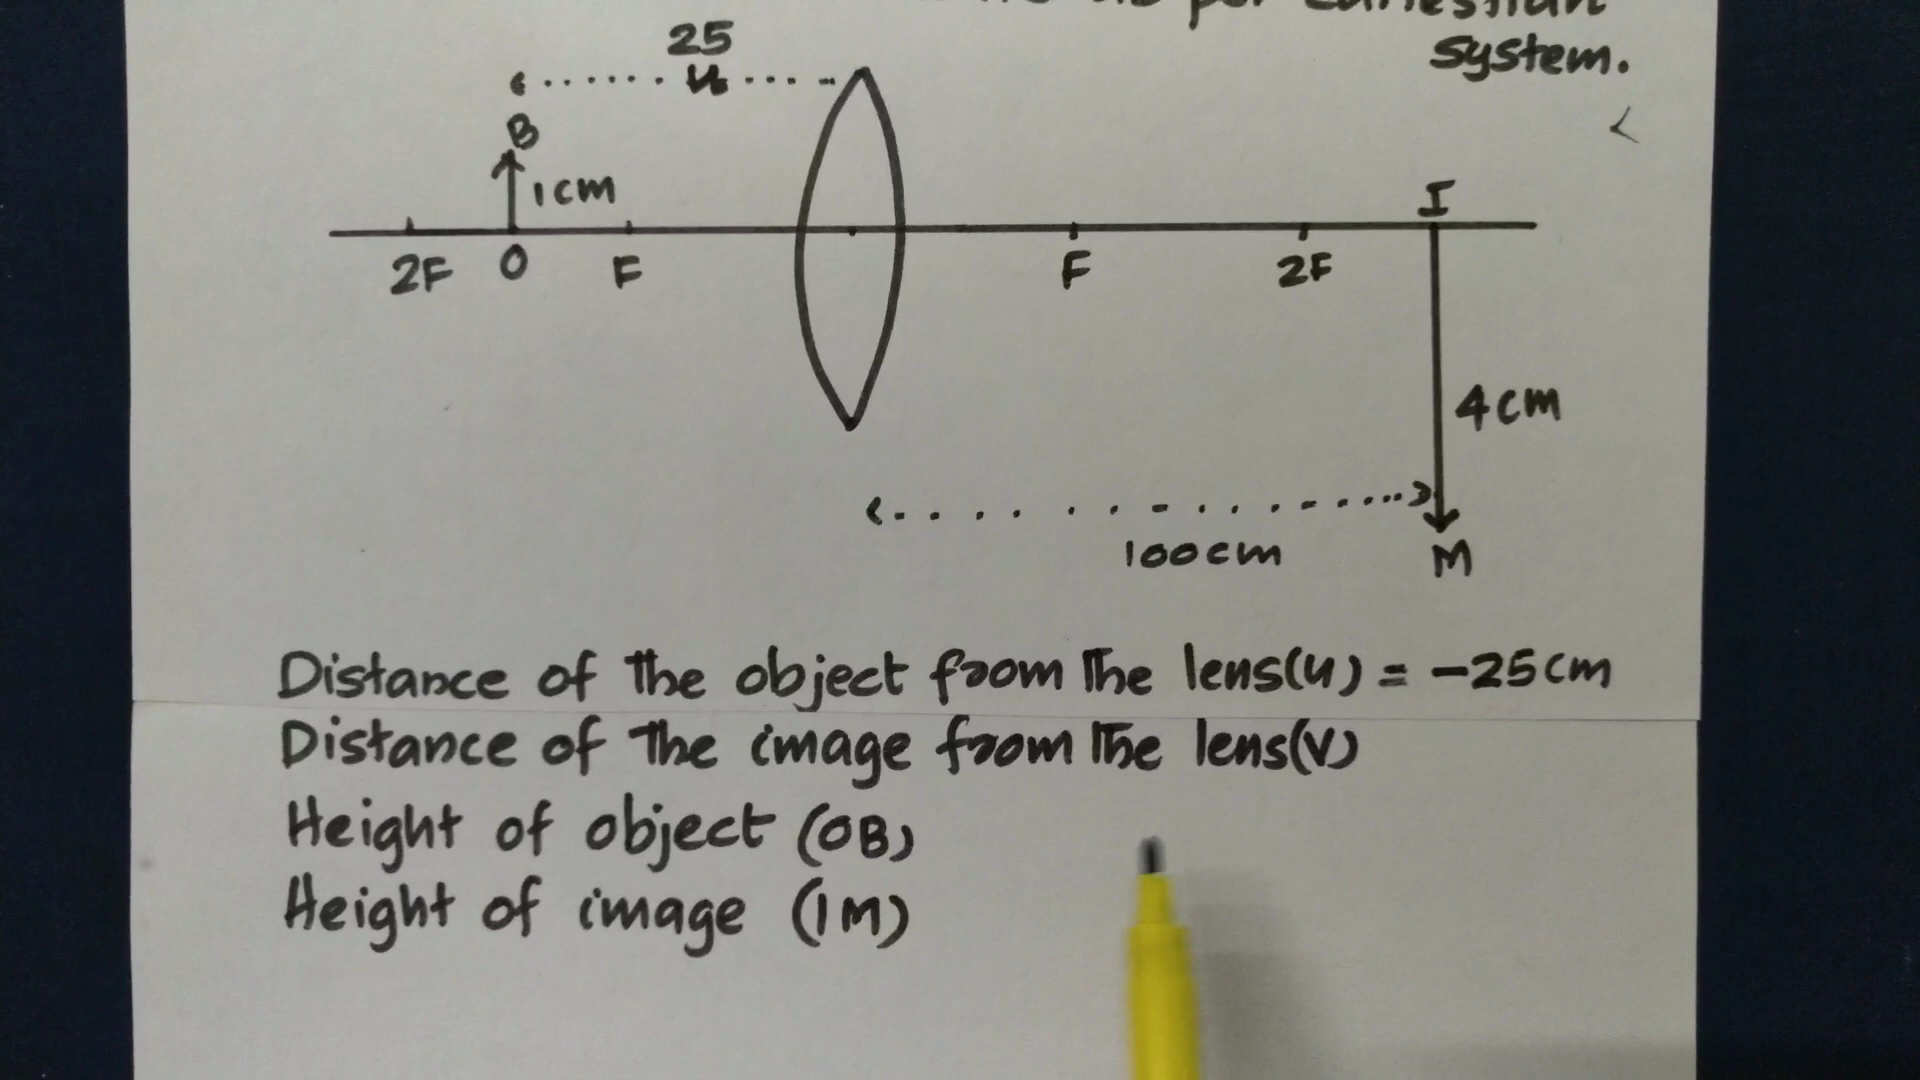 system.
25
u
B
1cm
I
2F O F F 2F
4cm
100cm
M
Distance of the object from the lens(u) = -25cm
Distance of the image from the lens(v)
Height of object (OB)
Height of image (IM)